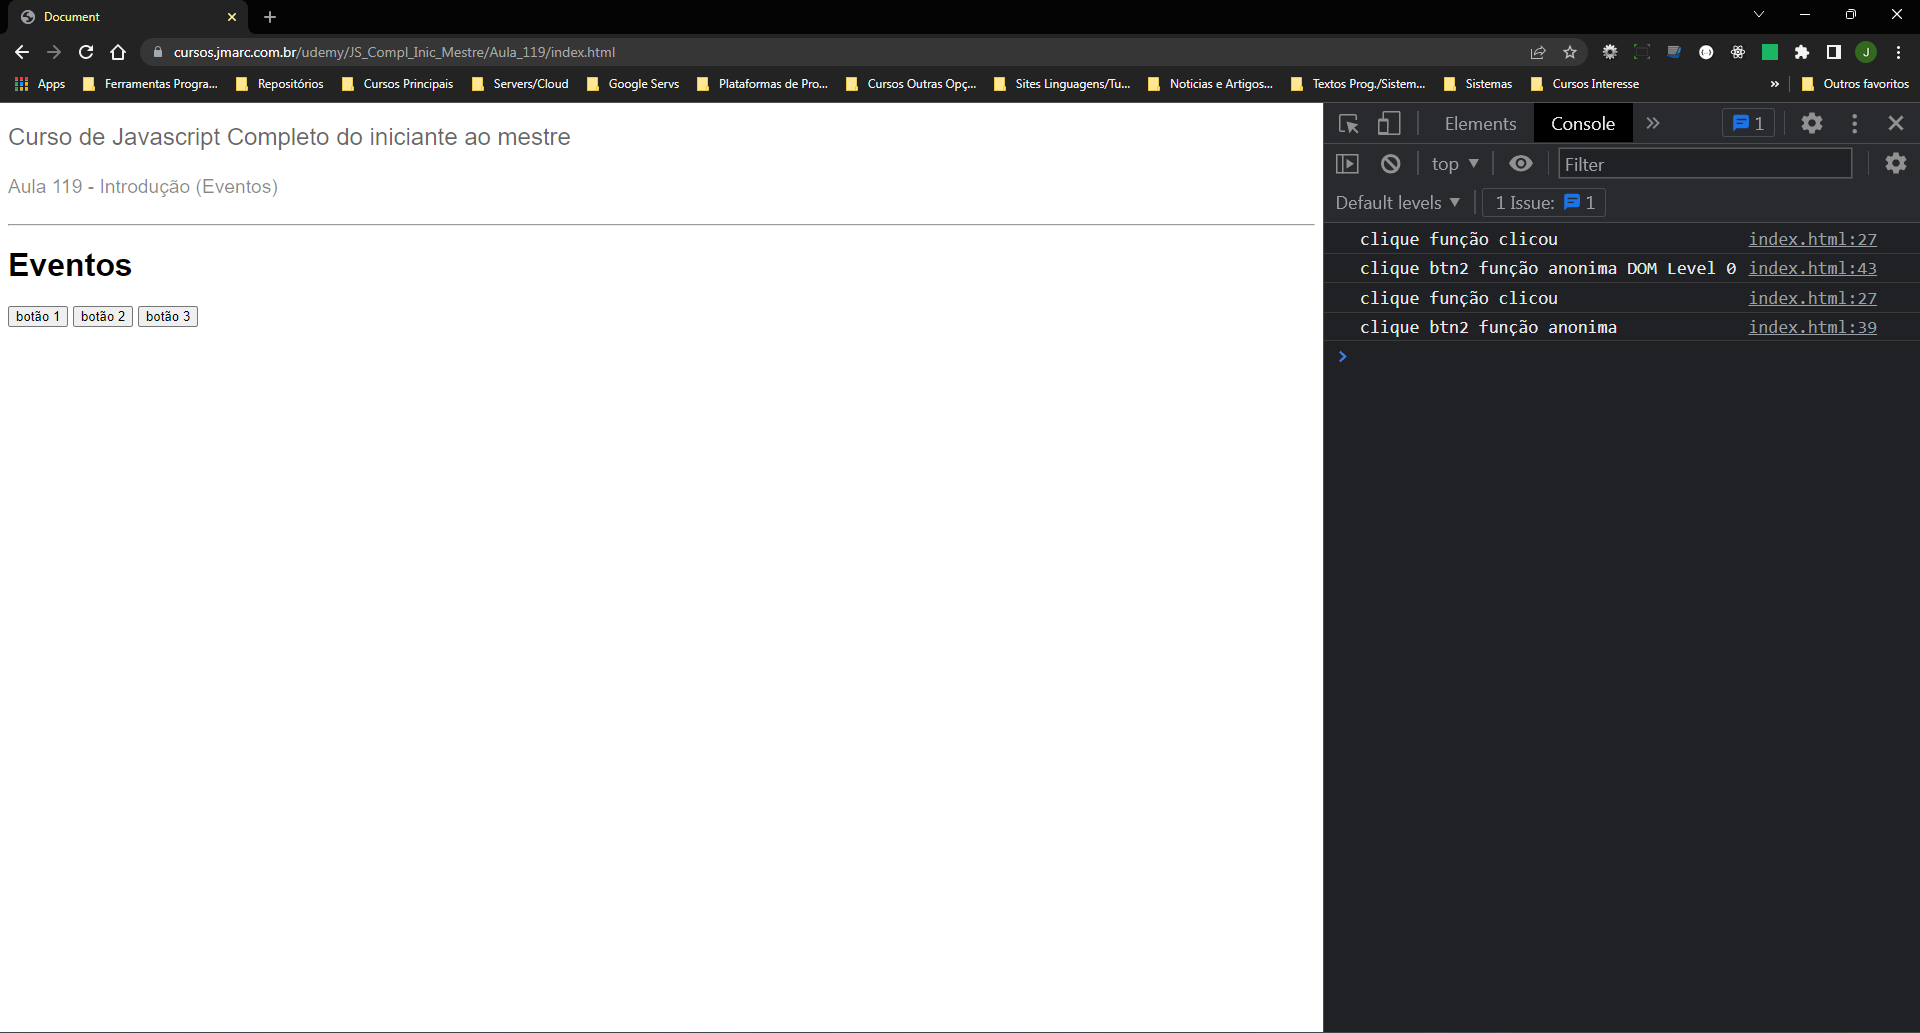 Document
cursos.jmarc.com.br/udemy/JS_Compl_Inic_Mestre/Aula_119/index.html
J
Apps Ferramentas Progra... Repositórios Cursos Principais Servers/Cloud Google Servs Plataformas de Pro... Cursos Outras Opç... Sites Linguagens/Tu... Noticias e Artigos... Textos Prog./Sistem... Sistemas Cursos Interesse » Outros favoritos
Curso de Javascript Completo do iniciante ao mestre
Aula 119 - Introdução (Eventos)
Eventos
botão 1 botão 2 botão 3
Elements Console » 1
top ▼ Filter
Default levels ▼ 1 Issue: 1
clique função clicou index.html:27
clique btn2 função anonima DOM Level 0 index.html:43
clique função clicou index.html:27
clique btn2 função anonima index.html:39